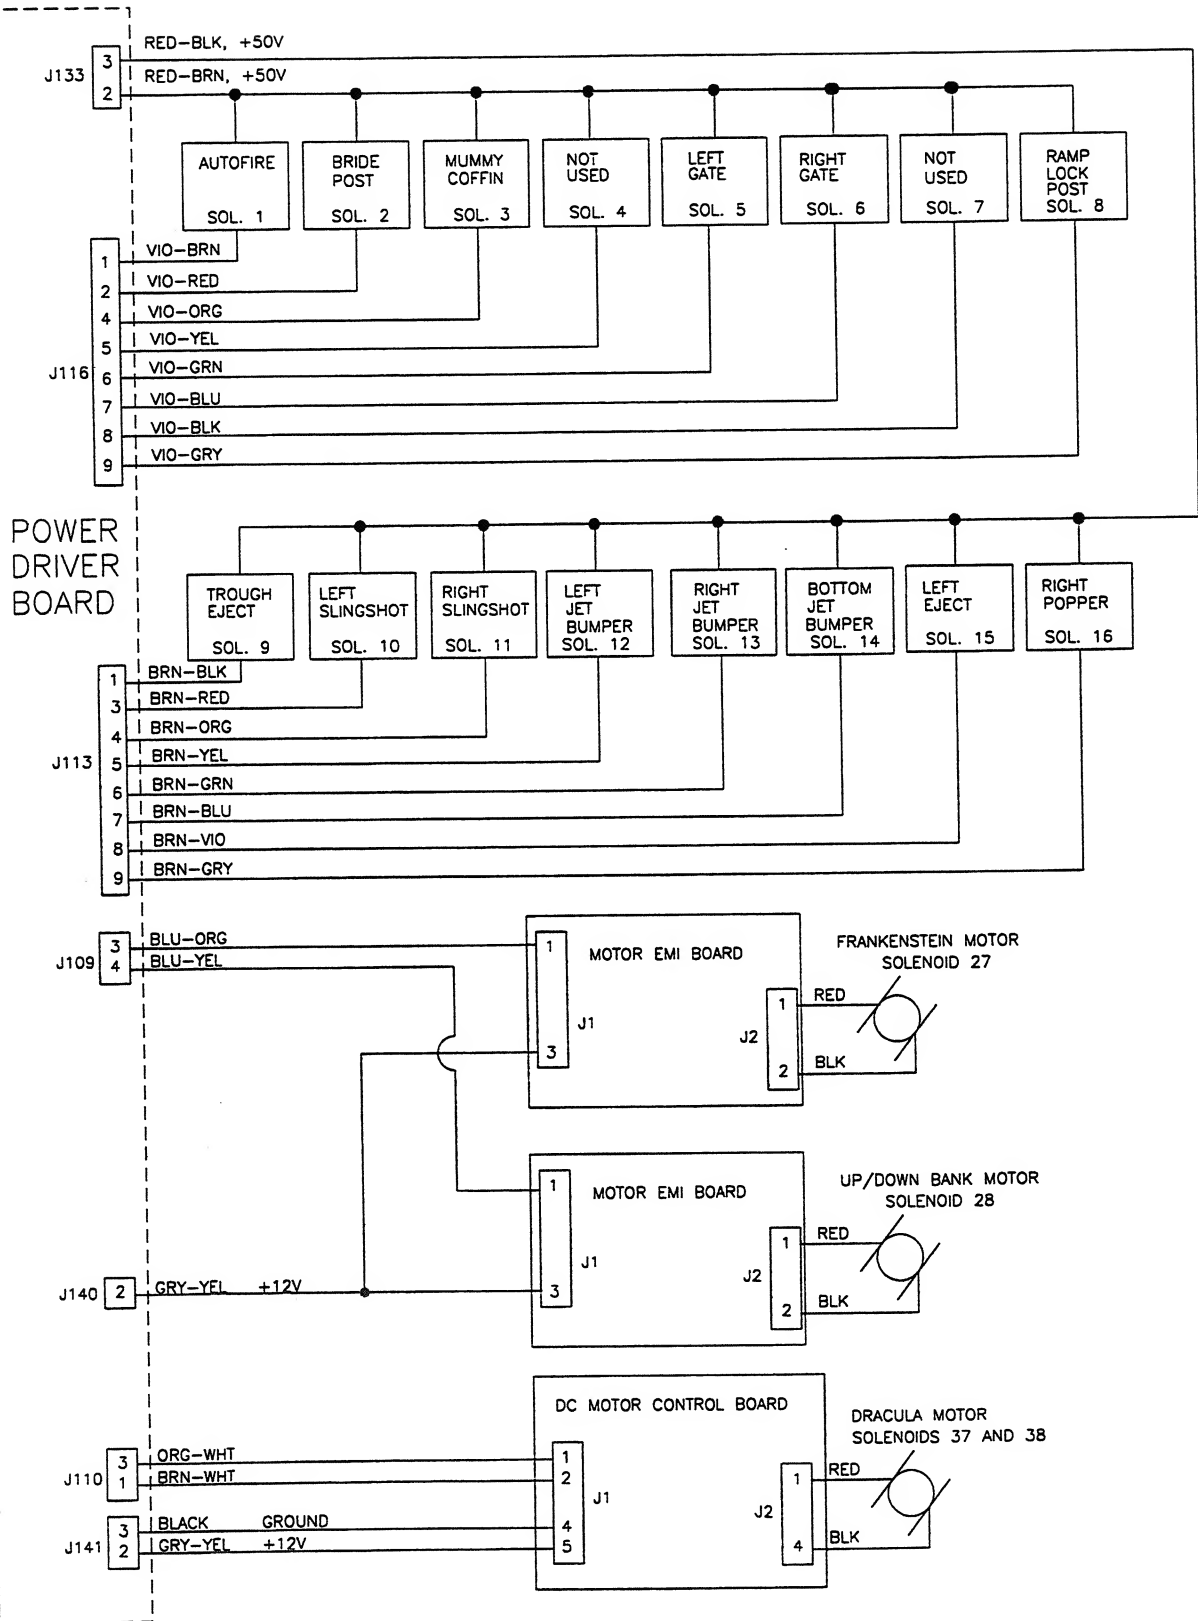 RED-BLK, +50V
J133
3
RED-BRN, +50V
2
AUTOFIRE
SOL. 1
BRIDE
POST
SOL. 2
MUMMY
COFFIN
SOL. 3
NOT
USED
SOL. 4
LEFT
GATE
SOL. 5
RIGHT
GATE
SOL. 6
NOT
USED
SOL. 7
RAMP
LOCK
POST
SOL. 8
J116
1 VIO-BRN
2 VIO-RED
4 VIO-ORG
5 VIO-YEL
6 VIO-GRN
7 VIO-BLU
8 VIO-BLK
9 VIO-GRY
POWER
DRIVER
BOARD
TROUGH
EJECT
SOL. 9
LEFT
SLINGSHOT
SOL. 10
RIGHT
SLINGSHOT
SOL. 11
LEFT
JET
BUMPER
SOL. 12
RIGHT
JET
BUMPER
SOL. 13
BOTTOM
JET
BUMPER
SOL. 14
LEFT
EJECT
SOL. 15
RIGHT
POPPER
SOL. 16
J113
1 BRN-BLK
3 BRN-RED
4 BRN-ORG
5 BRN-YEL
6 BRN-GRN
7 BRN-BLU
8 BRN-VIO
9 BRN-GRY
J109
3 BLU-ORG
4 BLU-YEL
MOTOR EMI BOARD
1
3
J1
J2
1 RED
2 BLK
FRANKENSTEIN MOTOR
SOLENOID 27
MOTOR EMI BOARD
1
3
J1
J2
1 RED
2 BLK
UP/DOWN BANK MOTOR
SOLENOID 28
J140 2 GRY-YEL +12V
DC MOTOR CONTROL BOARD
J110
3 ORG-WHT
1 BRN-WHT
J141
3 BLACK GROUND
2 GRY-YEL +12V
1
2
4
5
J1
J2
1 RED
4 BLK
DRACULA MOTOR
SOLENOIDS 37 AND 38